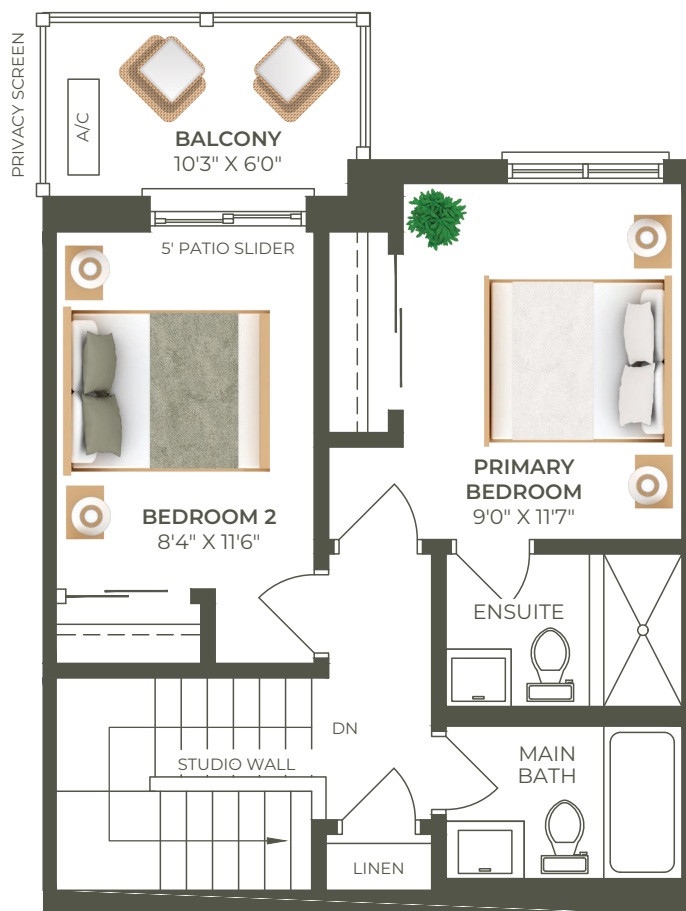 PRIVACY SCREEN
A/C
BALCONY
10'3" X 6'0"
5' PATIO SLIDER
BEDROOM 2
8'4" X 11'6"
PRIMARY
BEDROOM
9'0" X 11'7"
ENSUITE
DN
STUDIO WALL
MAIN
BATH
LINEN